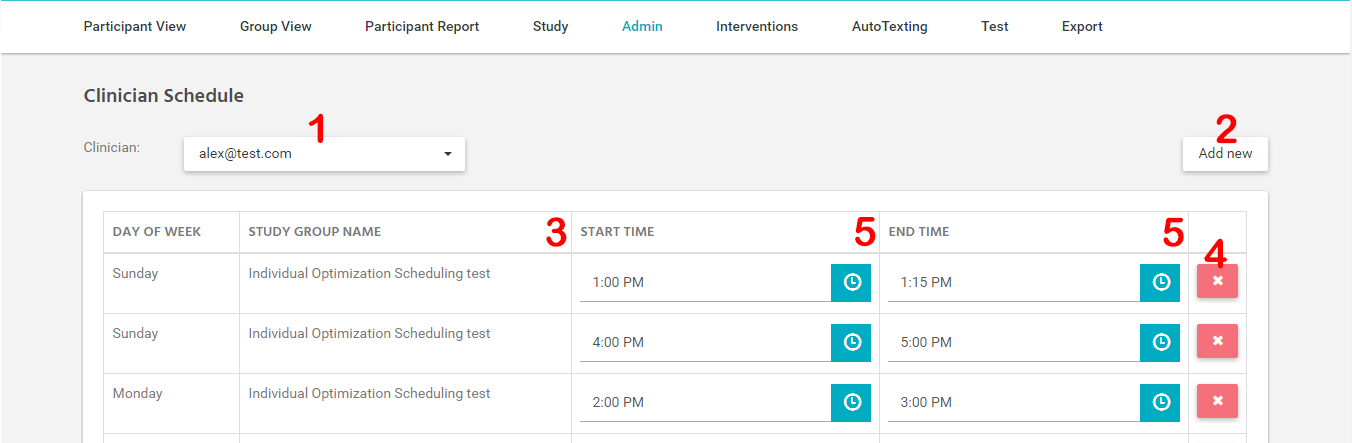 Participant View Group View Participant Report Study Admin Interventions AutoTexting Test Export
Clinician Schedule
1 2
Clinician: alex@test.com Add new
DAY OF WEEK STUDY GROUP NAME 3 START TIME 5 END TIME 5
4
Sunday Individual Optimization Scheduling test 1:00 PM 1:15 PM
Sunday Individual Optimization Scheduling test 4:00 PM 5:00 PM
Monday Individual Optimization Scheduling test 2:00 PM 3:00 PM